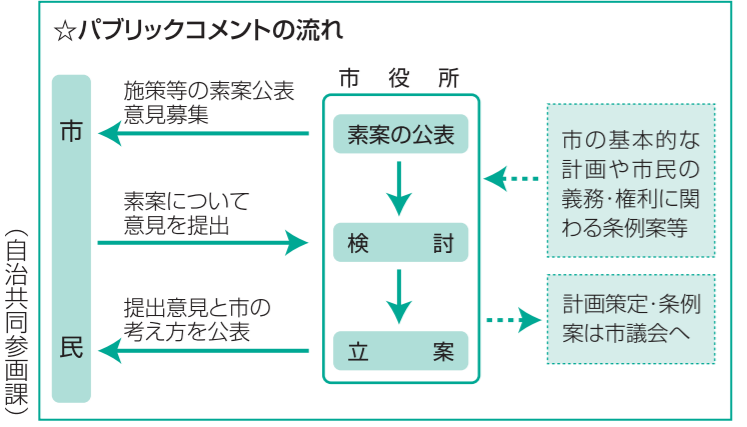 ☆パブリックコメントの流れ
市民
施策等の素案公表
意見募集
素案について
意見を提出
提出意見と市の
考え方を公表
市役所
素案の公表
検討
立案
市の基本的な
計画や市民の
義務・権利に関
わる条例案等
計画策定・条例
案は市議会へ
（自治共同参画課）